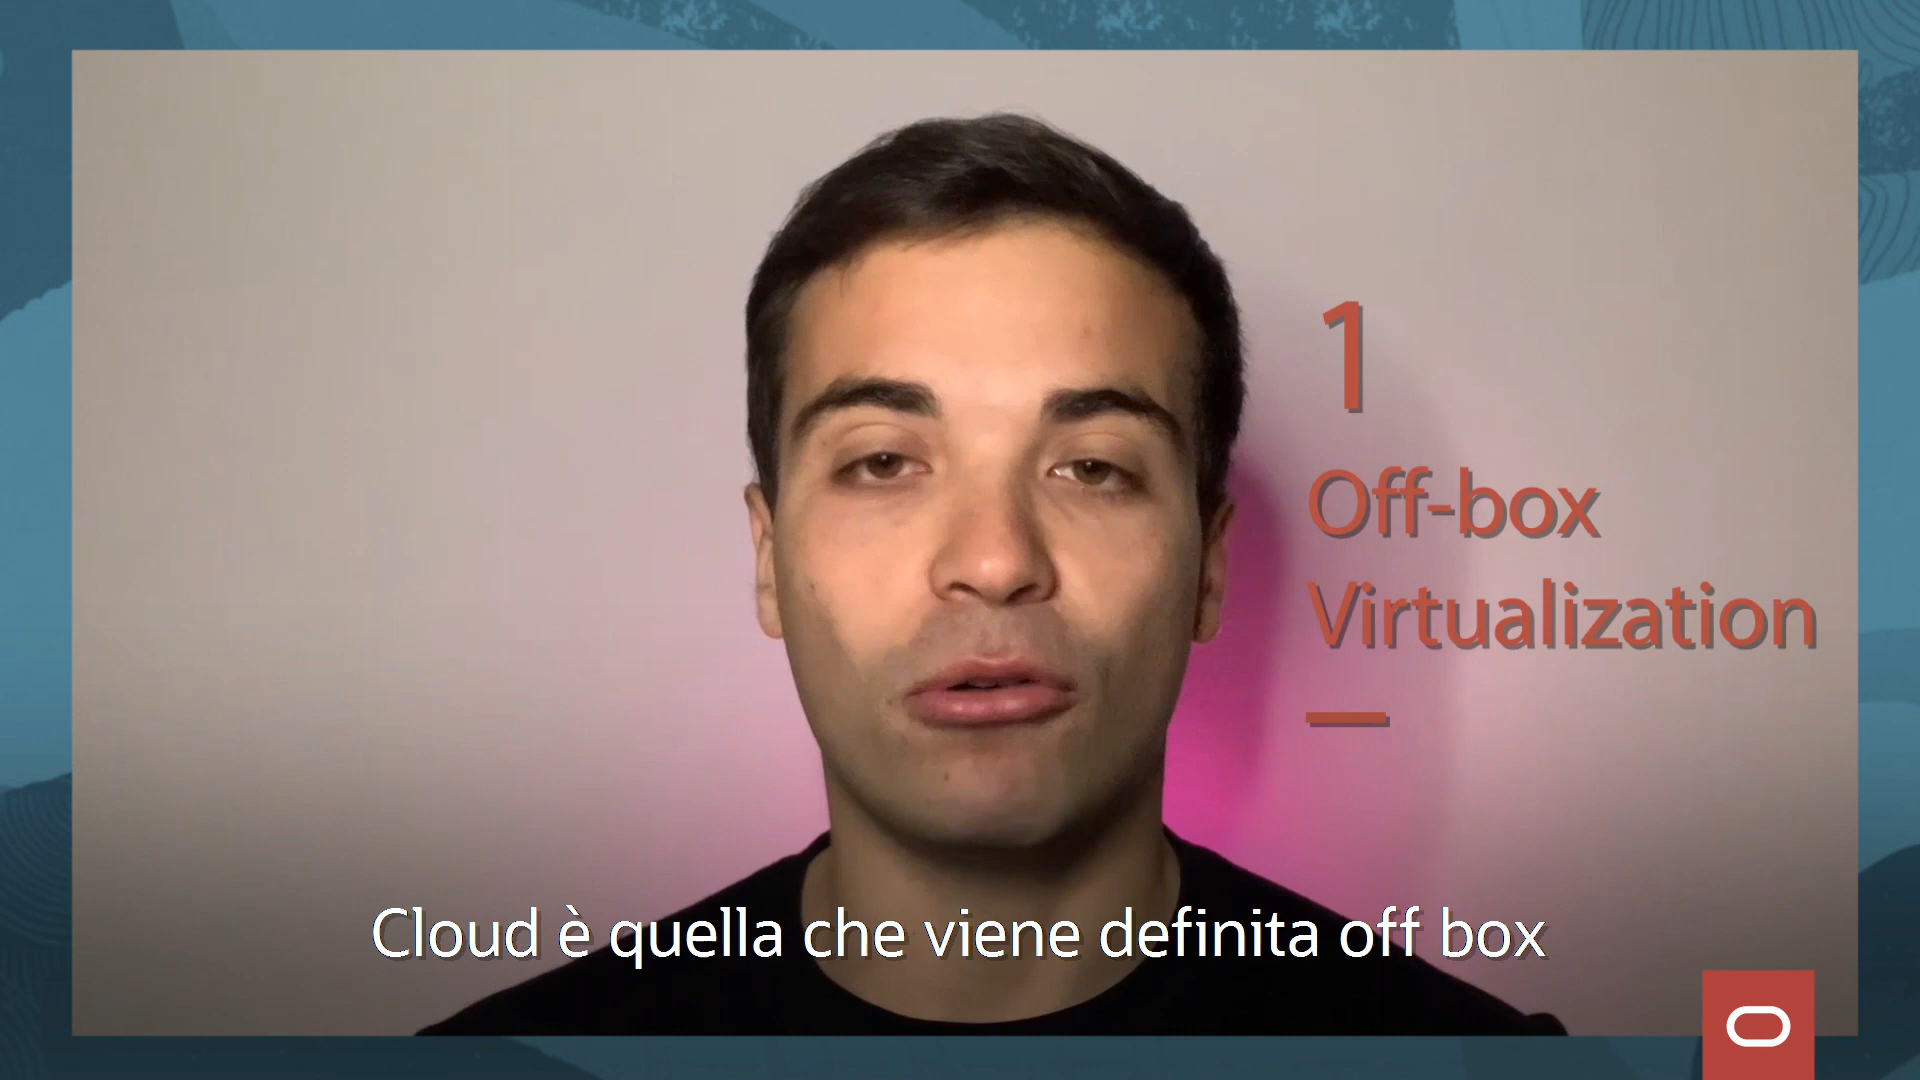 1
Off-box
Virtualization
Cloud è quella che viene definita off box